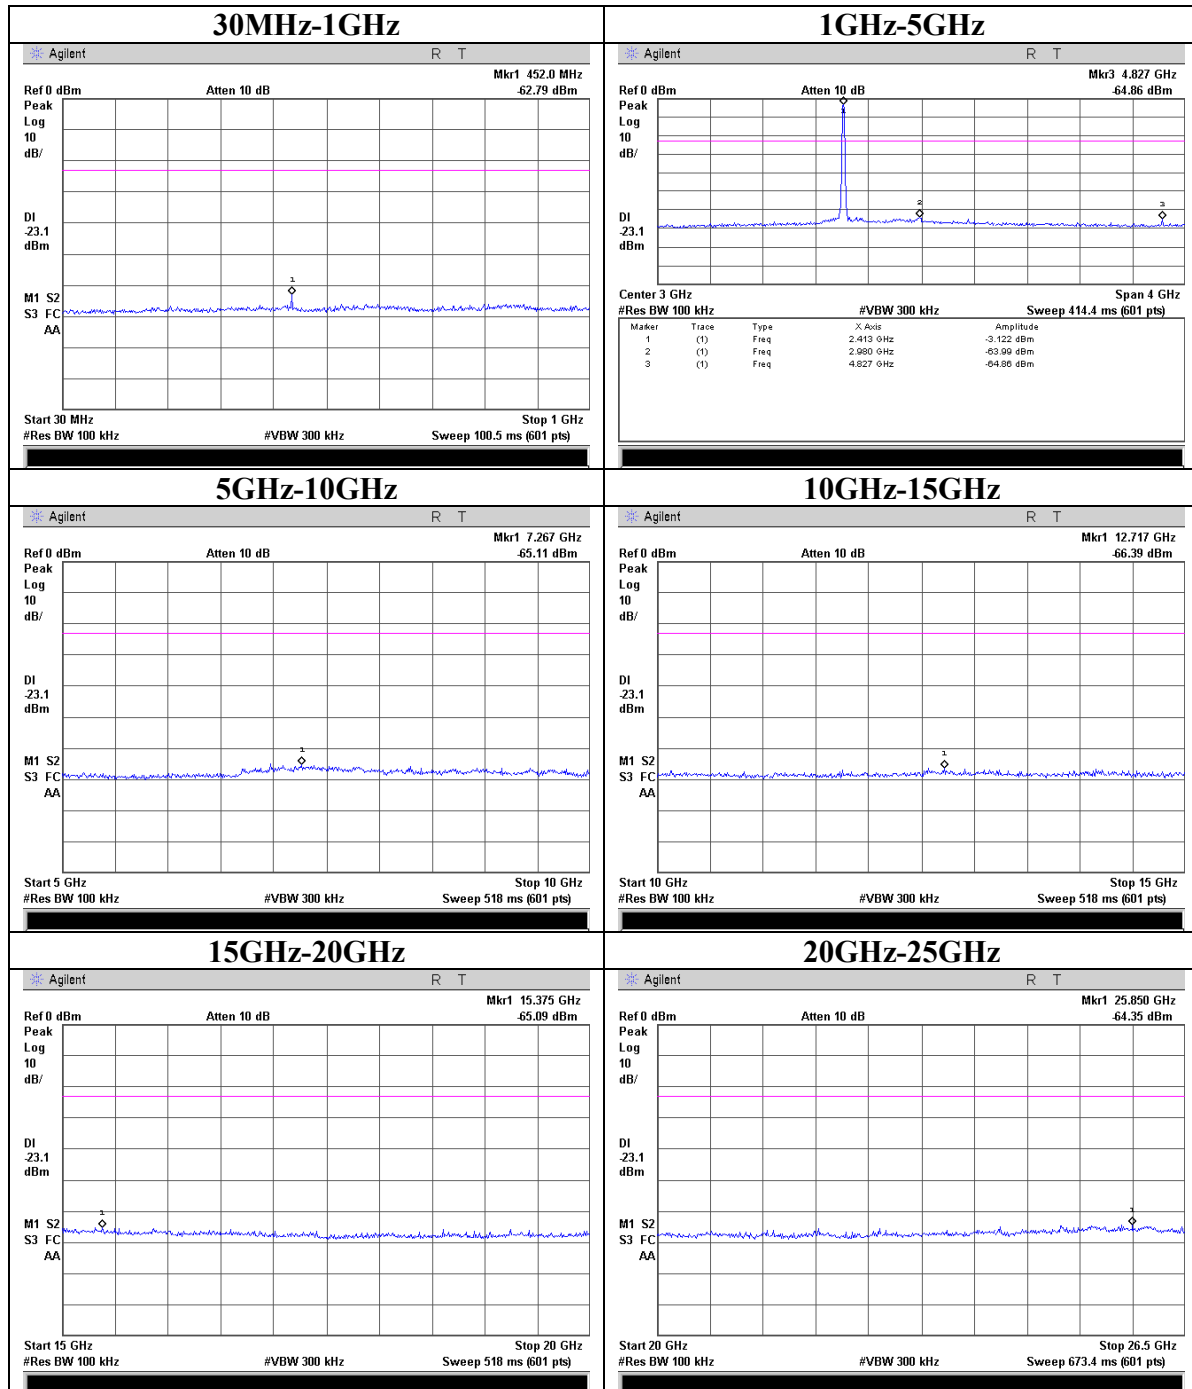 30MHz-1GHz
Agilent R T
Mkr1 452.0 MHz
Ref 0 dBm Atten 10 dB -62.79 dBm
Peak
Log
10
dB/
DI
-23.1
dBm
1
M1 S2
S3 FC
AA
Start 30 MHz Stop 1 GHz
#Res BW 100 kHz #VBW 300 kHz Sweep 100.5 ms (601 pts)
1GHz-5GHz
Agilent R T
Mkr3 4.827 GHz
Ref 0 dBm Atten 10 dB -64.86 dBm
Peak
Log
10
dB/
1
2
3
DI
-23.1
dBm
Center 3 GHz Span 4 GHz
#Res BW 100 kHz #VBW 300 kHz Sweep 414.4 ms (601 pts)
Marker Trace Type X Axis Amplitude
1 (1) Freq 2.413 GHz -3.122 dBm
2 (1) Freq 2.980 GHz -63.99 dBm
3 (1) Freq 4.827 GHz -64.86 dBm
5GHz-10GHz
Agilent R T
Mkr1 7.267 GHz
Ref 0 dBm Atten 10 dB -65.11 dBm
Peak
Log
10
dB/
DI
-23.1
dBm
1
M1 S2
S3 FC
AA
Start 5 GHz Stop 10 GHz
#Res BW 100 kHz #VBW 300 kHz Sweep 518 ms (601 pts)
10GHz-15GHz
Agilent R T
Mkr1 12.717 GHz
Ref 0 dBm Atten 10 dB -66.39 dBm
Peak
Log
10
dB/
DI
-23.1
dBm
1
M1 S2
S3 FC
AA
Start 10 GHz Stop 15 GHz
#Res BW 100 kHz #VBW 300 kHz Sweep 518 ms (601 pts)
15GHz-20GHz
Agilent R T
Mkr1 15.375 GHz
Ref 0 dBm Atten 10 dB -65.09 dBm
Peak
Log
10
dB/
DI
-23.1
dBm
1
M1 S2
S3 FC
AA
Start 15 GHz Stop 20 GHz
#Res BW 100 kHz #VBW 300 kHz Sweep 518 ms (601 pts)
20GHz-25GHz
Agilent R T
Mkr1 25.850 GHz
Ref 0 dBm Atten 10 dB -64.35 dBm
Peak
Log
10
dB/
DI
-23.1
dBm
1
M1 S2
S3 FC
AA
Start 20 GHz Stop 26.5 GHz
#Res BW 100 kHz #VBW 300 kHz Sweep 673.4 ms (601 pts)